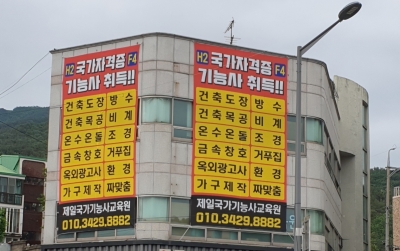 H2 국가자격증 F4
기능사 취득!!
건축도장 방수
건축목공 비계
온수온돌 조경
금속창호 거푸집
옥외광고사 환경
가구제작 짜맞춤
제일국가기능사교육원
010.3429.8882
H2 국가자격증 F4
기능사 취득!!
건축도장 방수
건축목공 비계
온수온돌 조경
금속창호 거푸집
옥외광고사 환경
가구제작 짜맞춤
제일국가기능사교육원
010.3429.8882